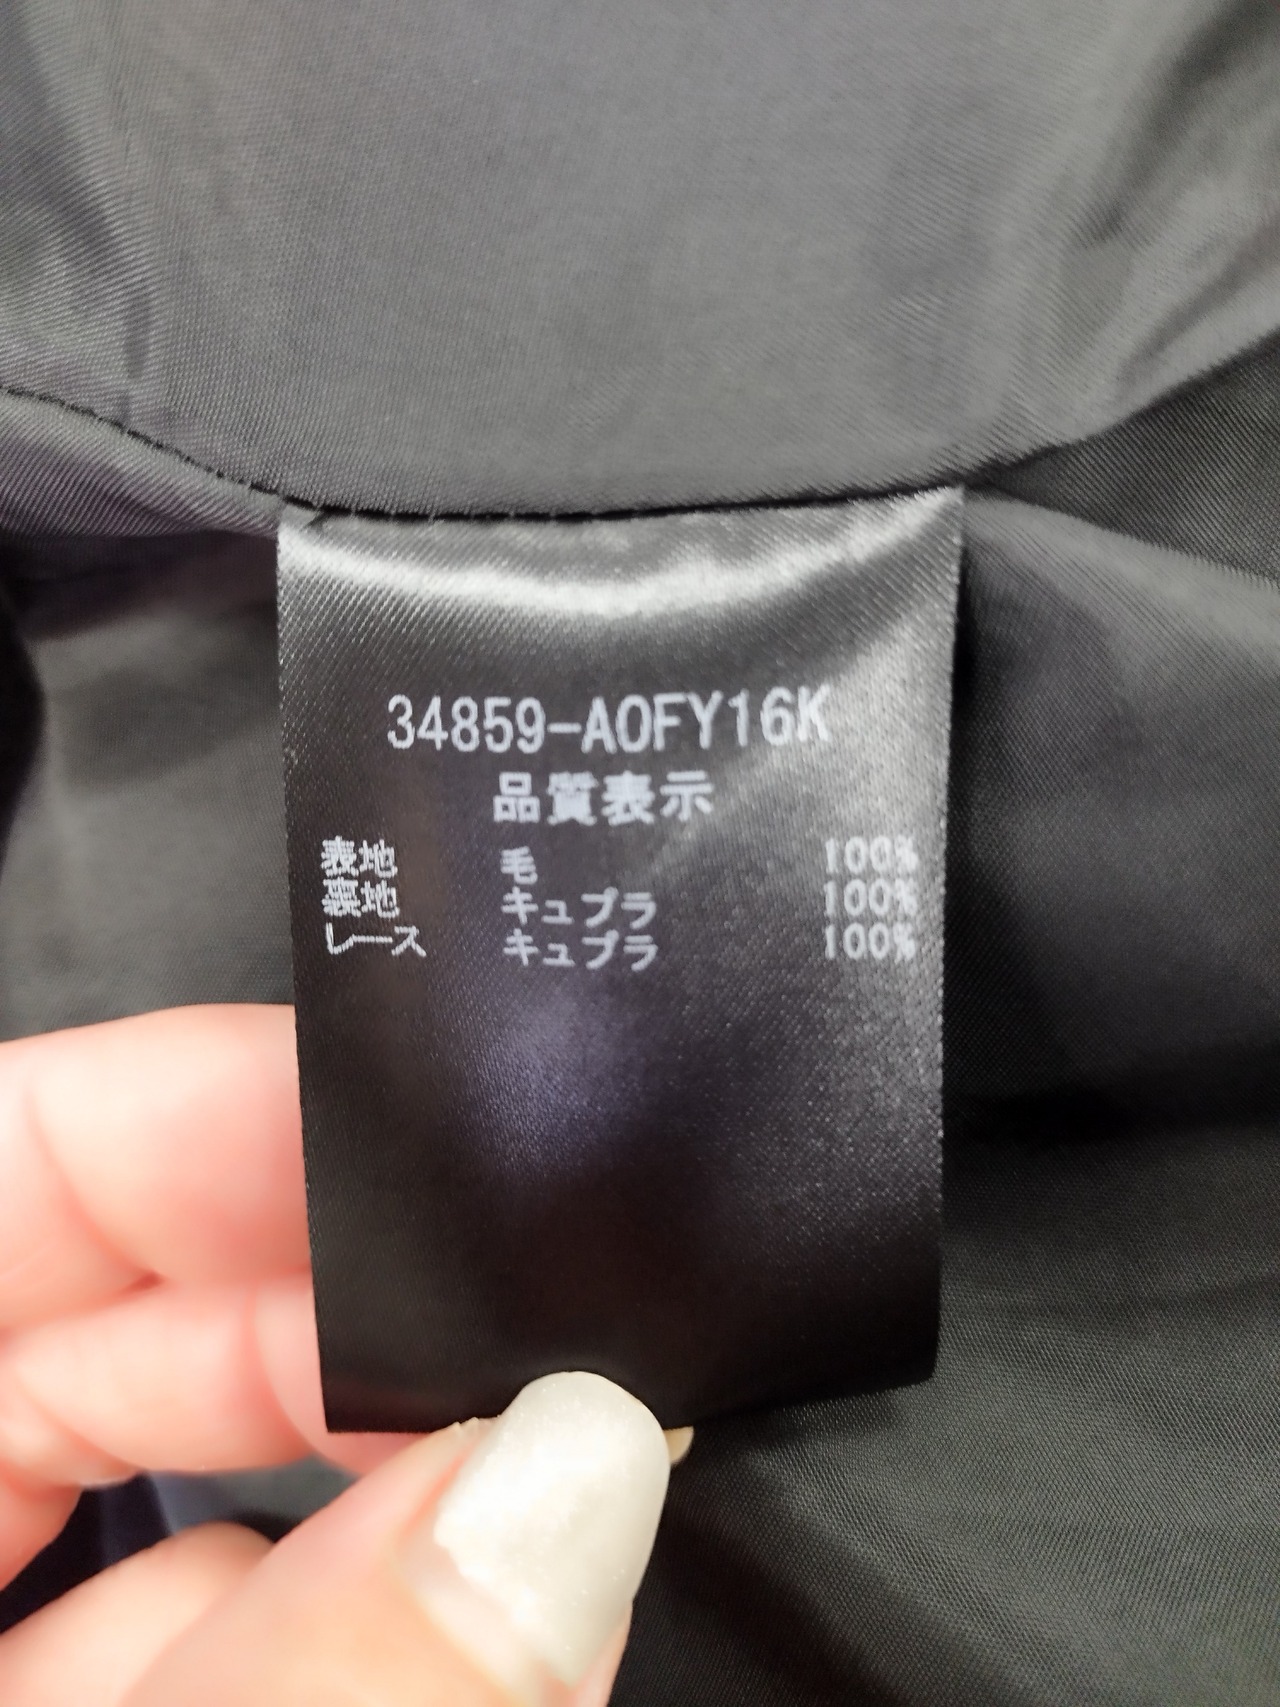 34859-AOFY16K
品質表示
表地 毛 100%
裏地 キュプラ 100%
レース キュプラ 100%